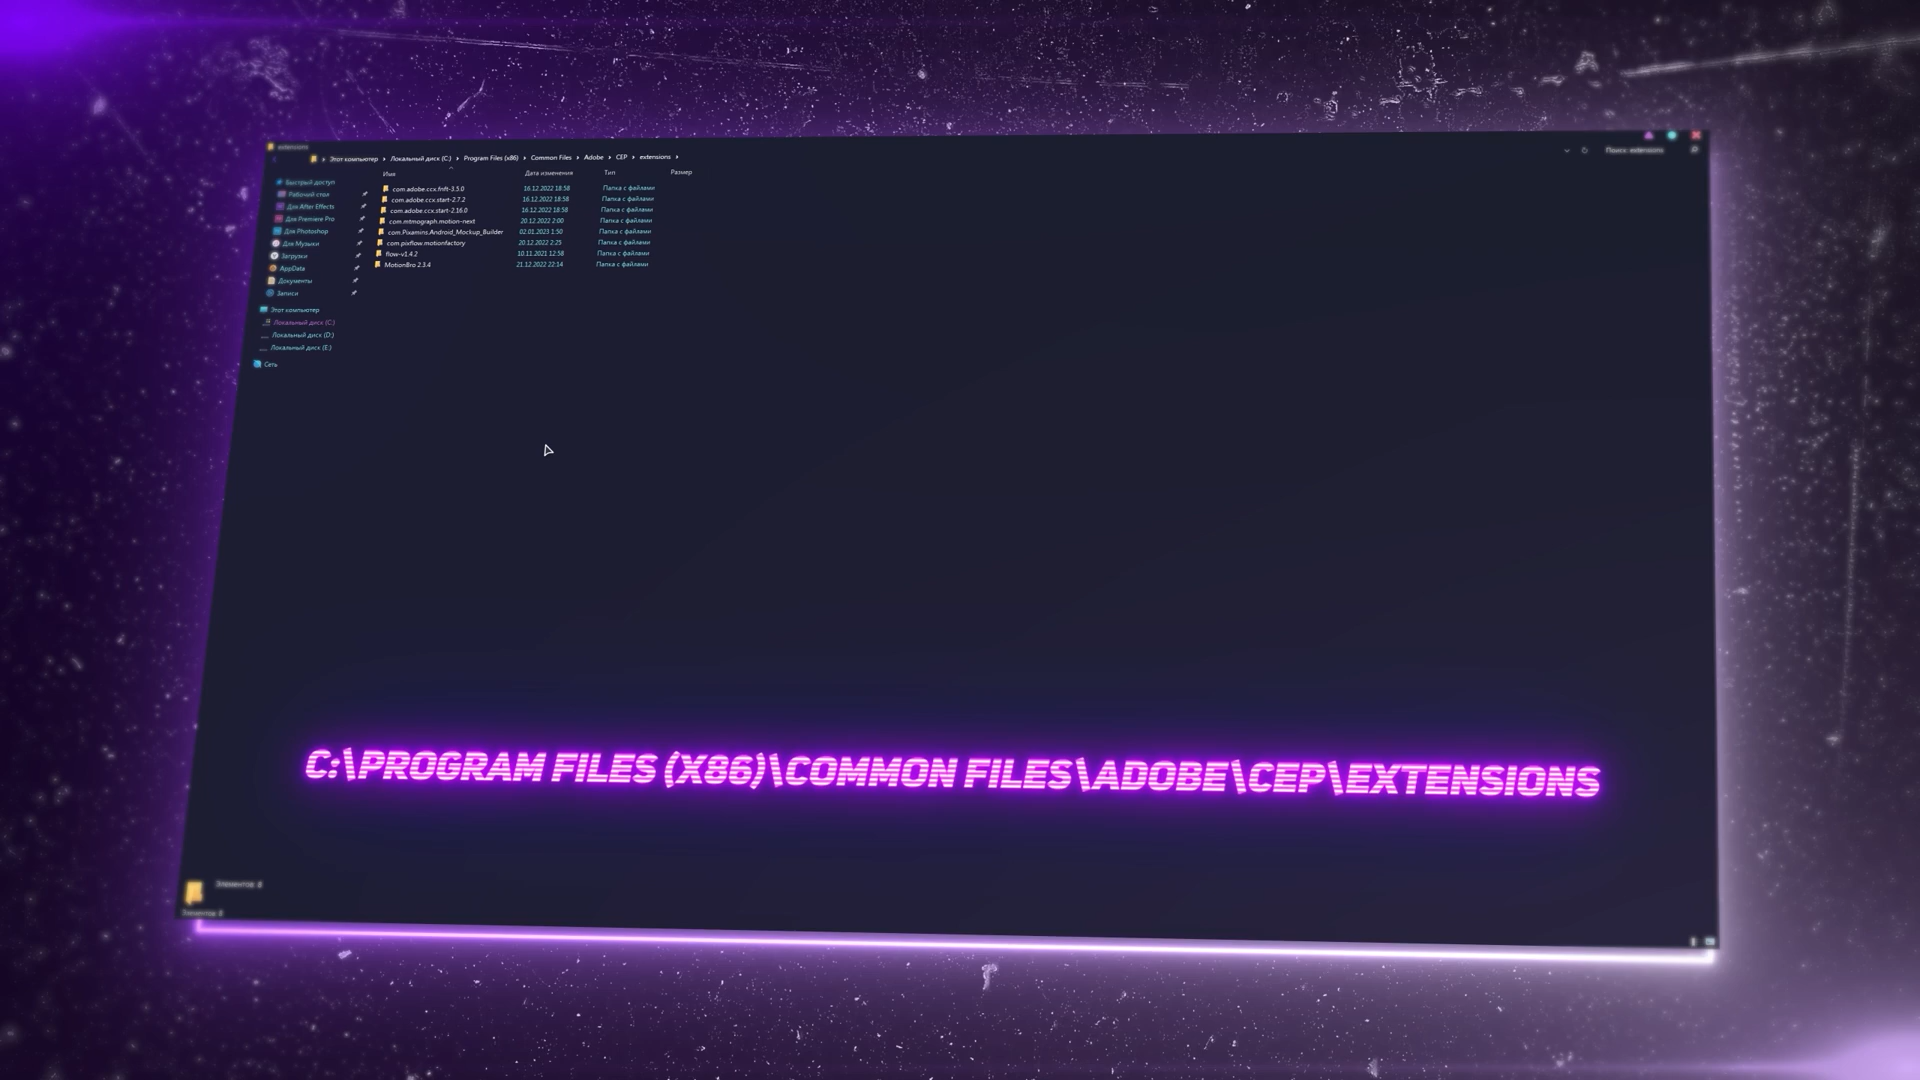 extensions
Этот компьютер > Локальный диск (C:) > Program Files (x86) > Common Files > Adobe > CEP > extensions >
Поиск: extensions
Имя Дата изменения Тип Размер
Быстрый доступ
Рабочий стол
Для After Effects
Для Premiere Pro
Для Photoshop
Для Музыки
Загрузки
AppData
Документы
Записи
Этот компьютер
Локальный диск (C:)
Локальный диск (D:)
Локальный диск (E:)
Сеть
com.adobe.ccx.fnft-3.5.0 16.12.2022 18:58 Папка с файлами
com.adobe.ccx.start-2.7.2 16.12.2022 18:58 Папка с файлами
com.adobe.ccx.start-2.16.0 16.12.2022 18:58 Папка с файлами
com.mtmograph.motion-next 20.12.2022 2:00 Папка с файлами
com.Pixamins.Android_Mockup_Builder 02.01.2023 1:50 Папка с файлами
com.pixflow.motionfactory 20.12.2022 2:25 Папка с файлами
flow-v1.4.2 10.11.2021 12:58 Папка с файлами
MotionBro 2.3.4 21.12.2022 22:14 Папка с файлами
C:\PROGRAM FILES (X86)\COMMON FILES\ADOBE\CEP\EXTENSIONS
Элементов: 8
Элементов: 8